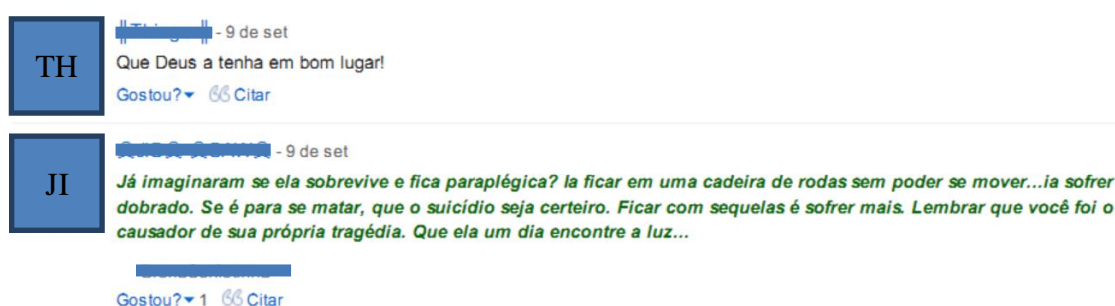 TH
- 9 de set
Que Deus a tenha em bom lugar!
Gostou? Citar
JI
- 9 de set
Já imaginaram se ela sobrevive e fica paraplégica? Ia ficar em uma cadeira de rodas sem poder se mover...ia sofrer
dobrado. Se é para se matar, que o suicídio seja certeiro. Ficar com sequelas é sofrer mais. Lembrar que você foi o
causador de sua própria tragédia. Que ela um dia encontre a luz...
Gostou? 1 Citar